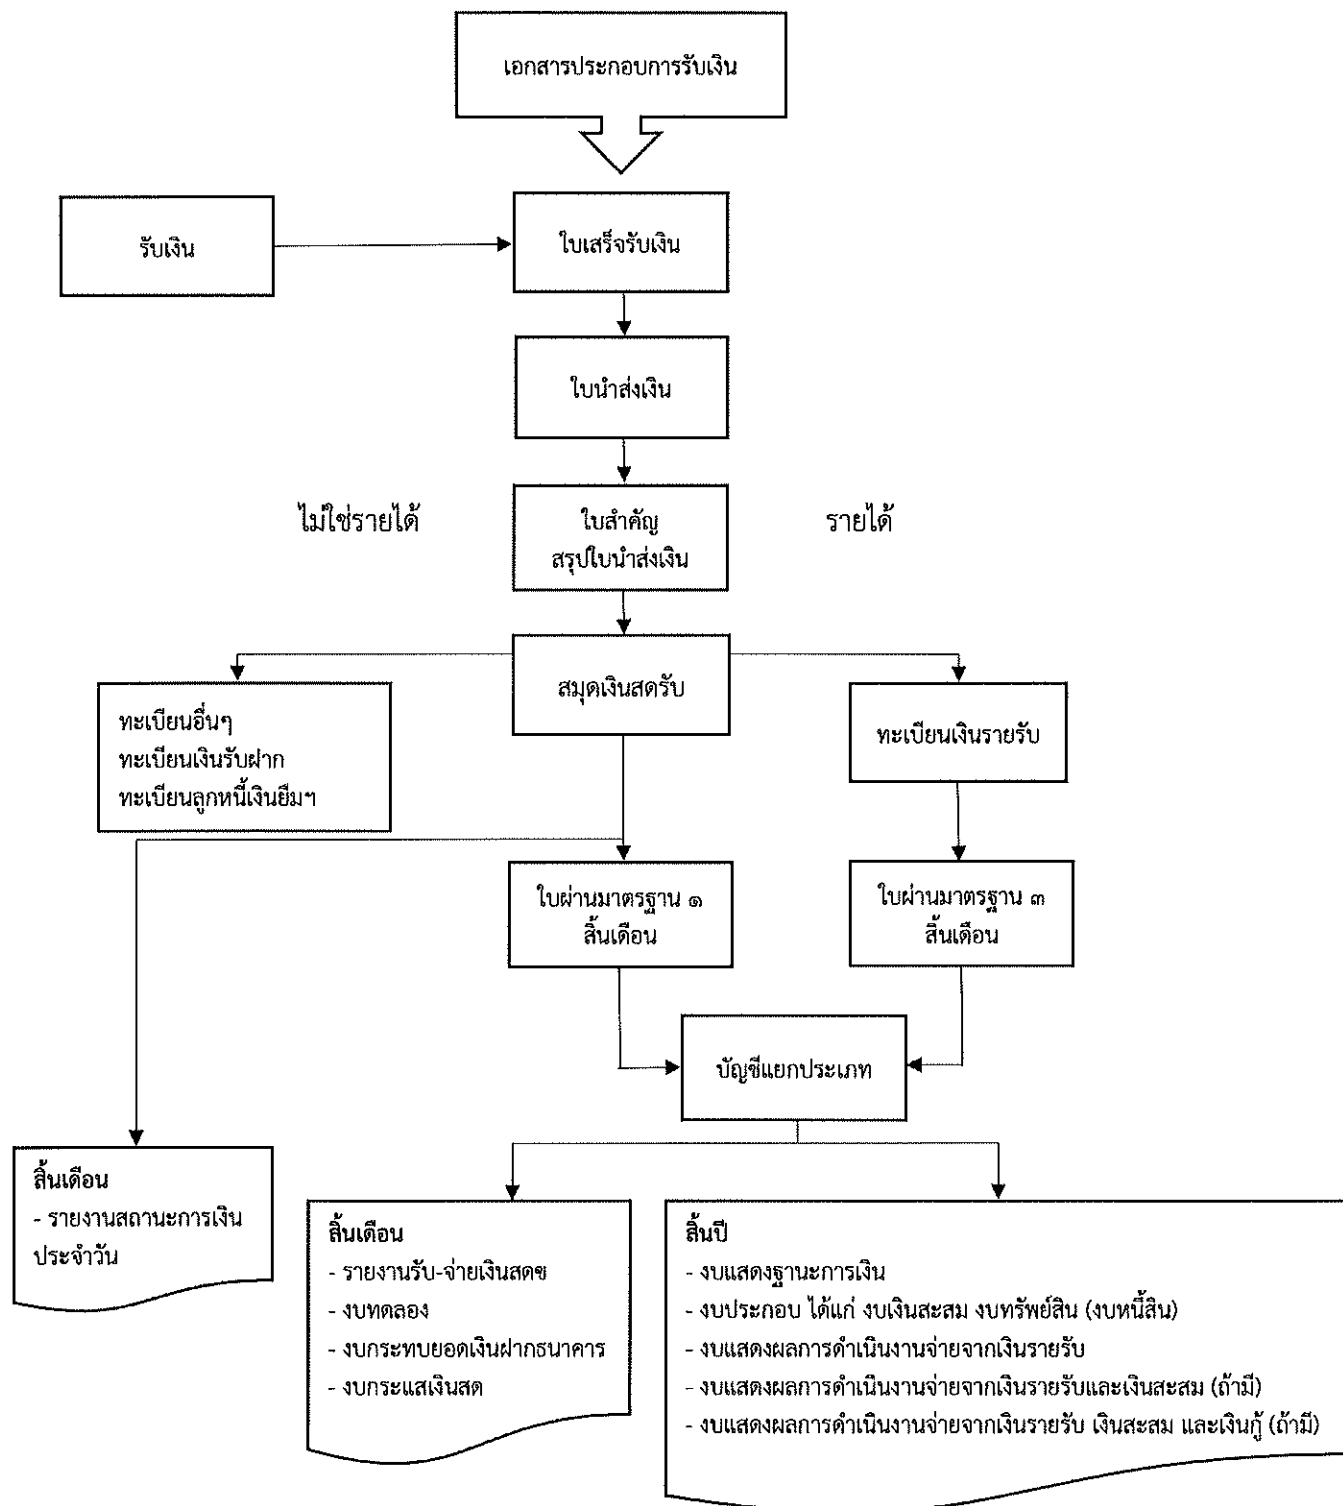 เอกสารประกอบการรับเงิน
รับเงิน
ใบเสร็จรับเงิน
ใบนำส่งเงิน
ไม่ใช่รายได้
ใบสำคัญ
สรุปใบนำส่งเงิน
รายได้
สมุดเงินสดรับ
ทะเบียนอื่นๆ
ทะเบียนเงินรับฝาก
ทะเบียนลูกหนี้เงินยืมฯ
ทะเบียนเงินรายรับ
ใบผ่านมาตรฐาน ๑
สิ้นเดือน
ใบผ่านมาตรฐาน ๓
สิ้นเดือน
บัญชีแยกประเภท
สิ้นเดือน
- รายงานสถานะการเงิน
ประจำวัน
สิ้นเดือน
- รายงานรับ-จ่ายเงินสดข
- งบทดลอง
- งบกระทบยอดเงินฝากธนาคาร
- งบกระแสเงินสด
สิ้นปี
- งบแสดงฐานะการเงิน
- งบประกอบ ได้แก่ งบเงินสะสม งบทรัพย์สิน (งบหนี้สิน)
- งบแสดงผลการดำเนินงานจ่ายจากเงินรายรับ
- งบแสดงผลการดำเนินงานจ่ายจากเงินรายรับและเงินสะสม (ถ้ามี)
- งบแสดงผลการดำเนินงานจ่ายจากเงินรายรับ เงินสะสม และเงินกู้ (ถ้ามี)